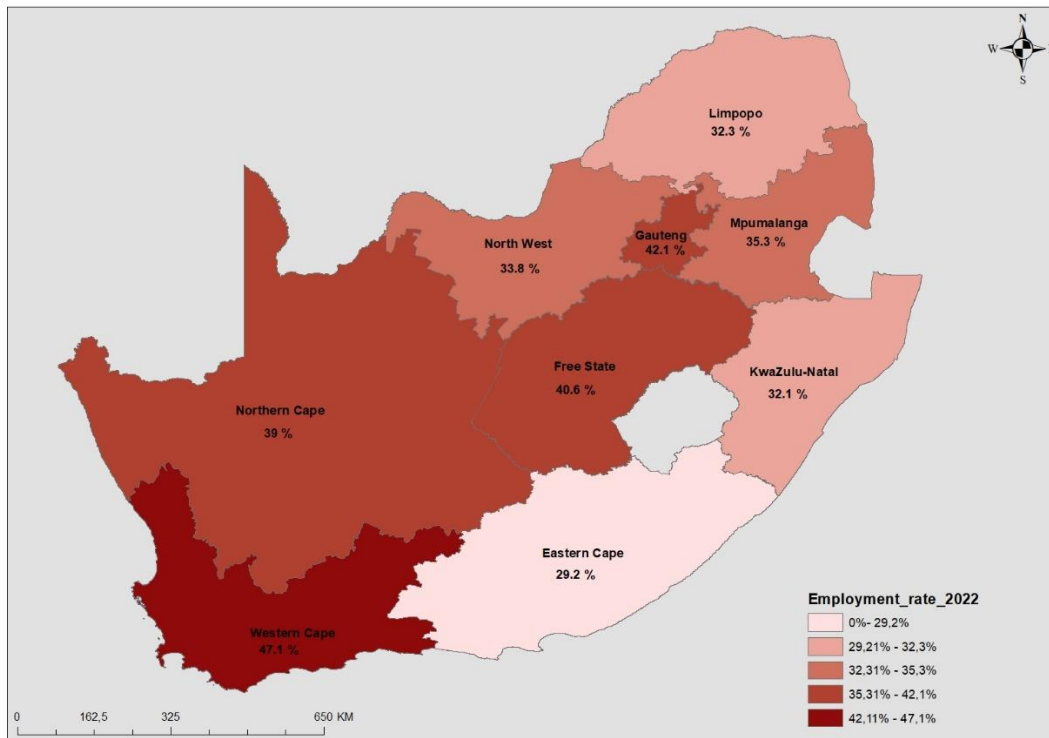 N
W
S
Limpopo
32.3 %
Mpumalanga
35.3 %
Gauteng
42.1 %
North West
33.8 %
Free State
40.6 %
KwaZulu-Natal
32.1 %
Northern Cape
39 %
Eastern Cape
29.2 %
Western Cape
47.1 %
Employment_rate_2022
0%- 29,2%
29,21% - 32,3%
32,31% - 35,3%
35,31% - 42,1%
42,11% - 47,1%
0 162,5 325 650 KM